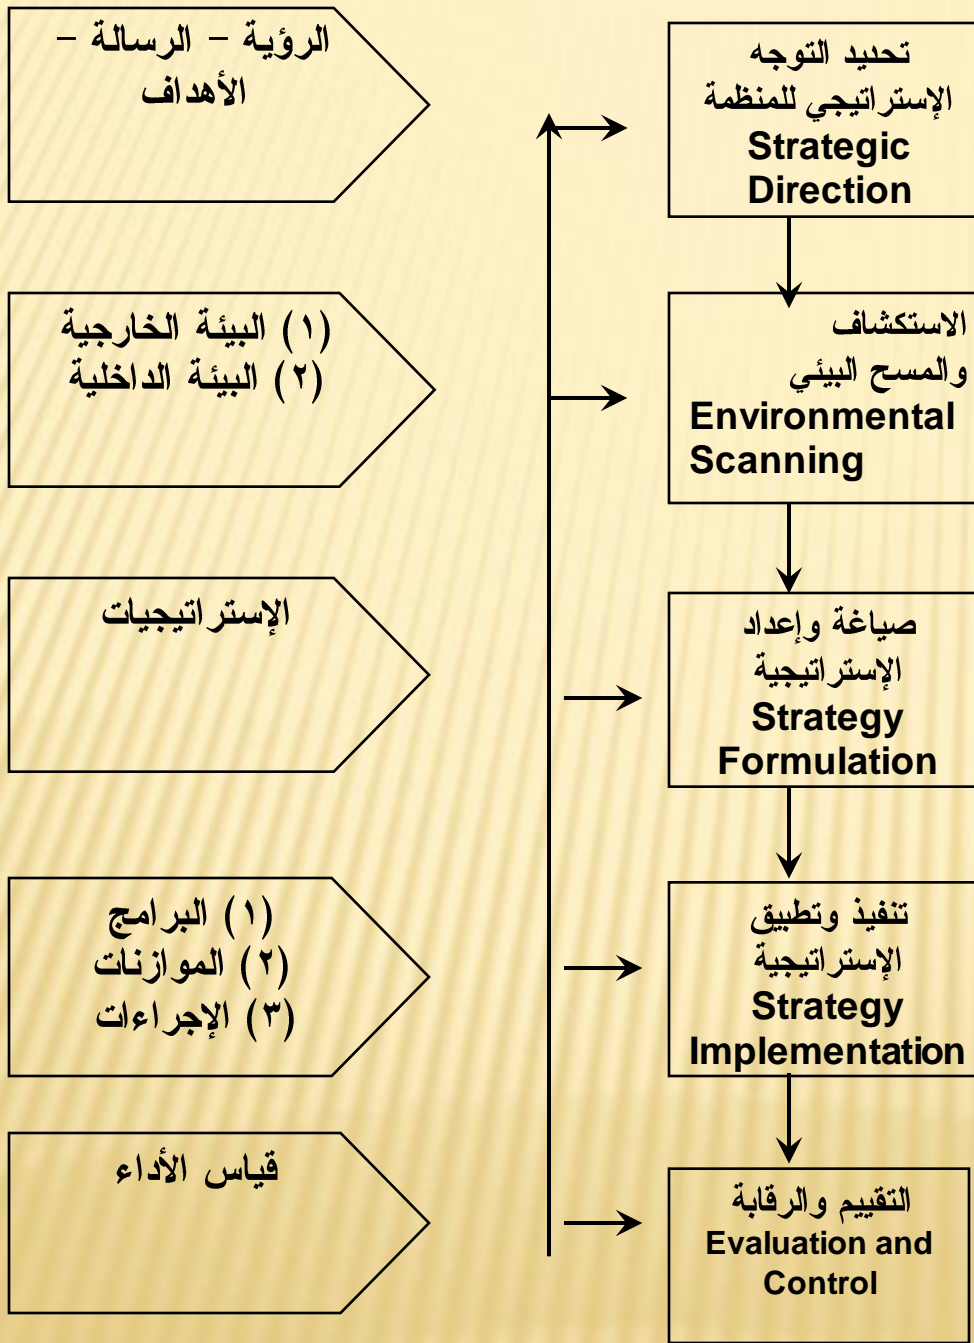 تحديد التوجه
الإستراتيجي للمنظمة
Strategic
Direction
الرؤية – الرسالة –
الأهداف
الاستكشاف
والمسح البيئي
Environmental
Scanning
(١) البيئة الخارجية
(٢) البيئة الداخلية
صياغة وإعداد
الإستراتيجية
Strategy
Formulation
الإستراتيجيات
تنفيذ وتطبيق
الإستراتيجية
Strategy
Implementation
(١) البرامج
(٢) الموازنات
(٣) الإجراءات
التقييم والرقابة
Evaluation and
Control
قياس الأداء